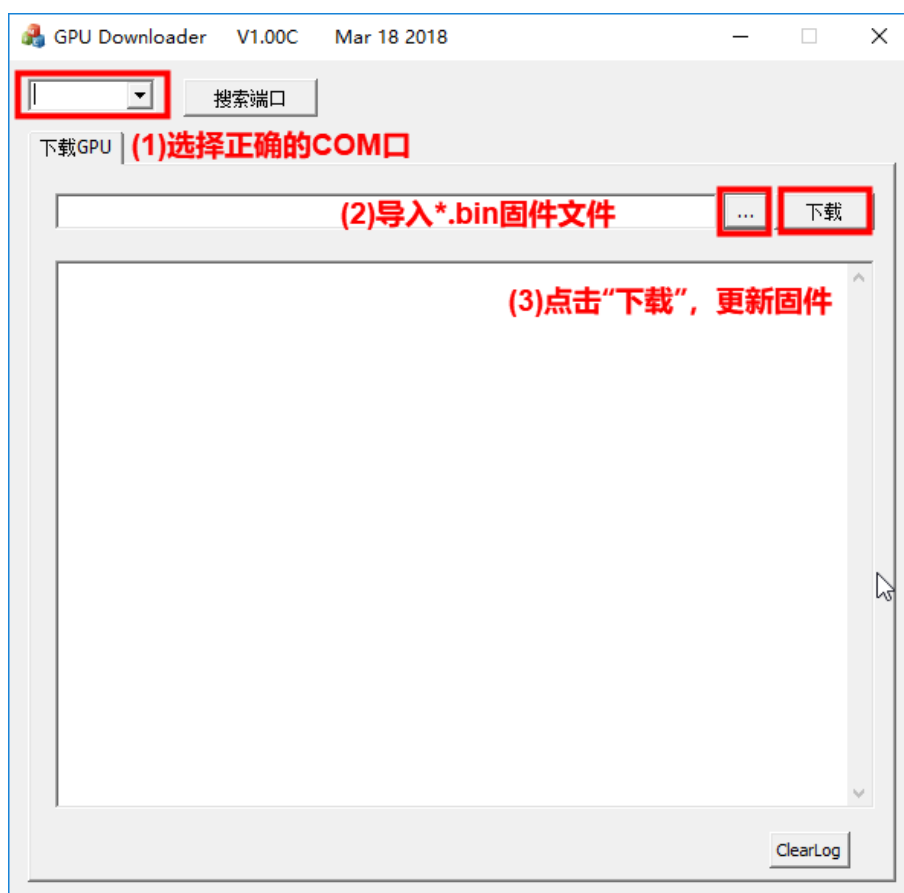 GPU Downloader V1.00C Mar 18 2018
搜索端口
下载GPU
(1)选择正确的COM口
(2)导入*.bin固件文件
...
下载
(3)点击“下载”，更新固件
ClearLog